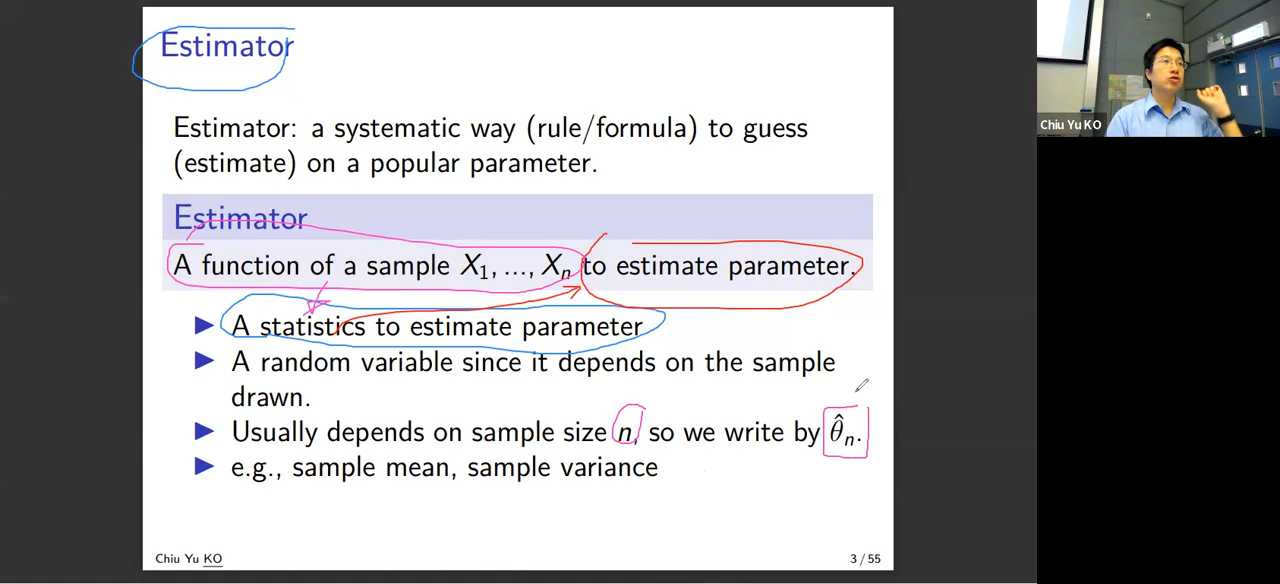 Estimator
Estimator: a systematic way (rule/formula) to guess
(estimate) on a popular parameter.
Estimator
A function of a sample X₁, ..., Xₙ to estimate parameter.
▶ A statistics to estimate parameter
▶ A random variable since it depends on the sample
drawn.
▶ Usually depends on sample size n, so we write by θ̂ₙ.
▶ e.g., sample mean, sample variance
Chiu Yu KO
3 / 55
Chiu Yu KO